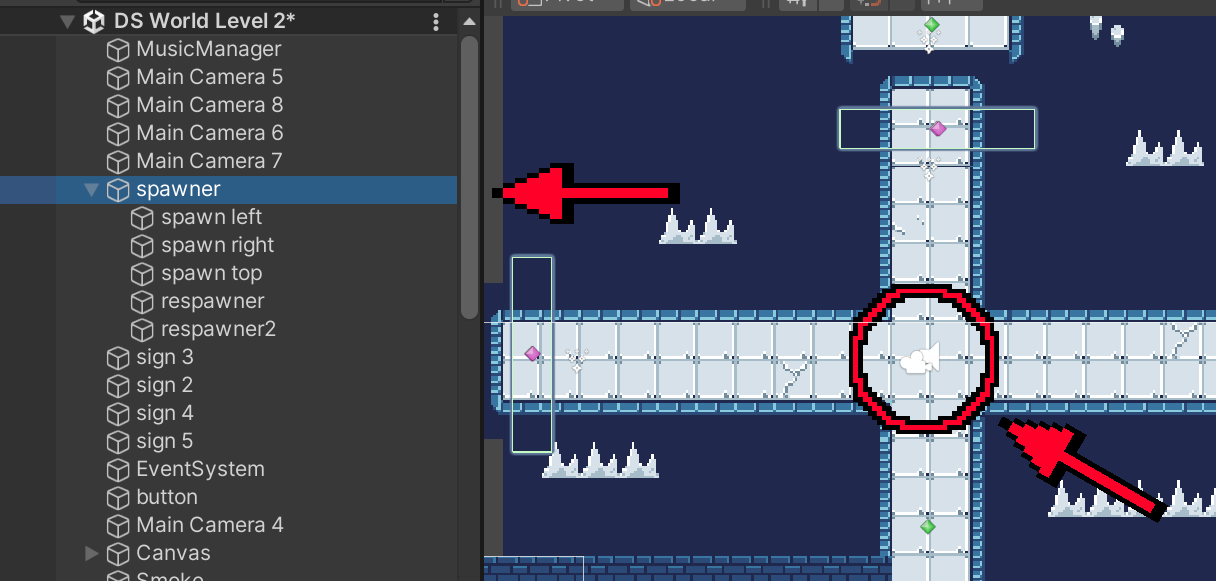 DS World Level 2*
MusicManager
Main Camera 5
Main Camera 8
Main Camera 6
Main Camera 7
spawner
spawn left
spawn right
spawn top
respawner
respawner2
sign 3
sign 2
sign 4
sign 5
EventSystem
button
Main Camera 4
Canvas
Smoke